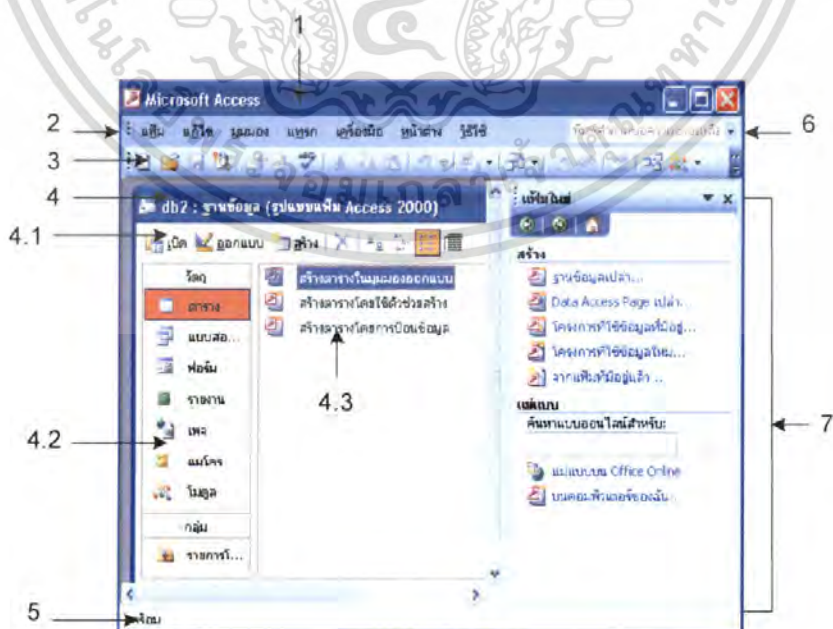 1
Microsoft Access
2
แฟ้ม แก้ไข มุมมอง แทรก เครื่องมือ หน้าต่าง วิธีใช้
6
3
จอมเกล้า
4
db2 : ฐานข้อมูล (รูปแบบแฟ้ม Access 2000)
แฟ้มใหม่
4.1
เปิด ออกแบบ สร้าง
สร้าง
วัตถุ
สร้างตารางในมุมมองออกแบบ
ฐานข้อมูลเปล่า...
ตาราง
สร้างตารางโดยใช้ตัวช่วยสร้าง
Data Access Page เปล่า...
แบบสอ...
สร้างตารางโดยการป้อนข้อมูล
โครงการที่ใช้ข้อมูลที่มีอยู่...
ฟอร์ม
โครงการที่ใช้ข้อมูลใหม่...
รายงาน
4.3
จากแฟ้มที่มีอยู่แล้ว...
เพจ
แม่แบบ
4.2
ค้นหาแบบออนไลน์สำหรับ:
7
แมโคร
โมดูล
แม่แบบบน Office Online
กลุ่ม
บนคอมพิวเตอร์ของฉัน...
รายการโ...
5
พร้อม